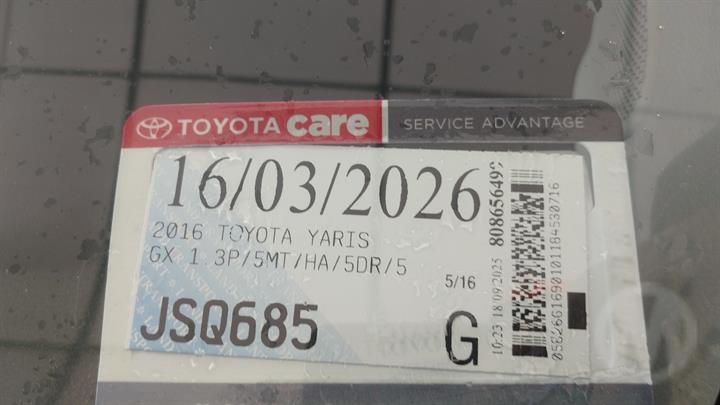 TOYOTA care SERVICE ADVANTAGE
16/03/2026
2016 TOYOTA YARIS
GX 1.3P/5MT/HA/5DR/5
5/16
JSQ685
G
10:23 18/09/2025 808656499